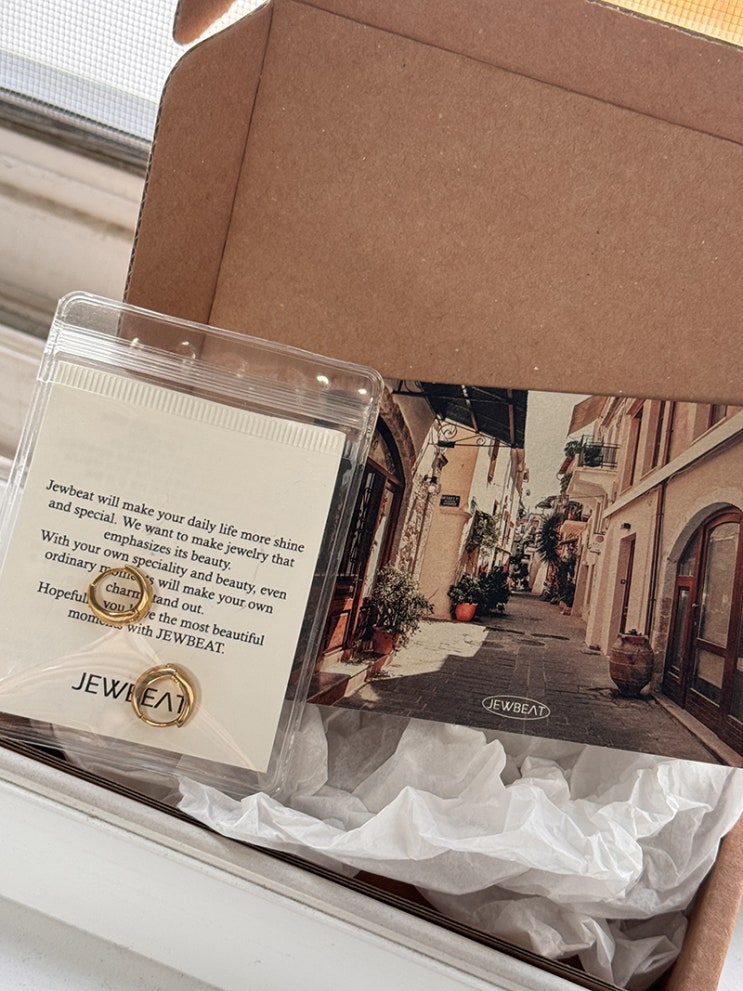 Jewbeat will make your daily life more shine
and special. We want to make jewelry that
emphasizes its beauty.
With your own speciality and beauty, even
ordinary will make your own
stand out.
Hopeful the most beautiful
with JEWBEAT.
JEWBEAT
JEWBEAT